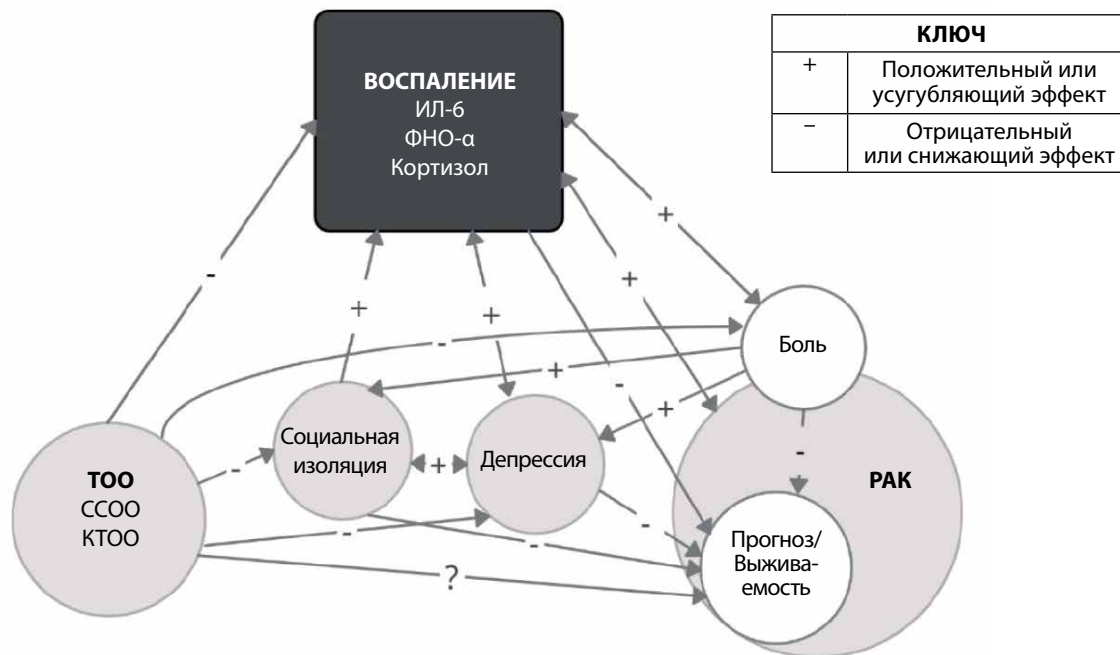 ВОСПАЛЕНИЕ
ИЛ-6
ФНО-α
Кортизол
КЛЮЧ
+ Положительный или
усугубляющий эффект
− Отрицательный
или снижающий эффект
-
+
+
+
+
-
-
+
+
-
-
+
-
-
-
-
?
Боль
Социальная
изоляция
Депрессия
ТОО
ССОО
КТОО
РАК
Прогноз/
Выжива-
емость